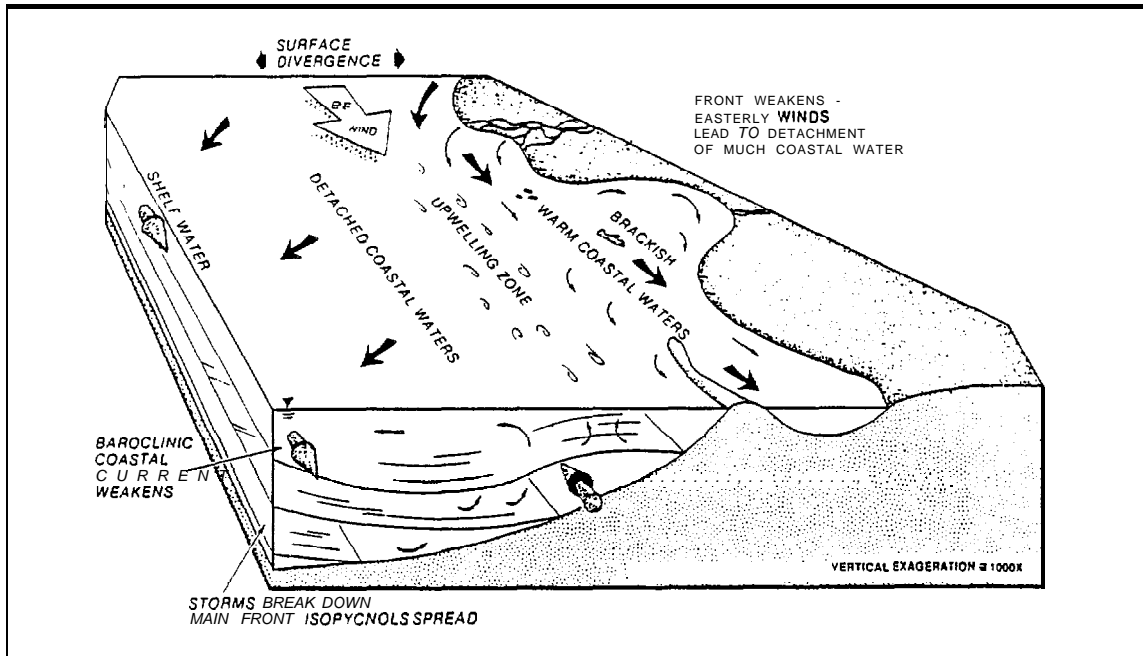 SURFACE
DIVERGENCE
WIND
FRONT WEAKENS -
EASTERLY WINDS
LEAD TO DETACHMENT
OF MUCH COASTAL WATER
SHELF WATER
DETACHED COASTAL WATERS
UPWELLING ZONE
WARM COASTAL WATERS
BRACKISH
BAROCLINIC
COASTAL
CURRENT
WEAKENS
STORMS BREAK DOWN
MAIN FRONT ISOPYCNOLS SPREAD
VERTICAL EXAGERATION ≅ 1000X